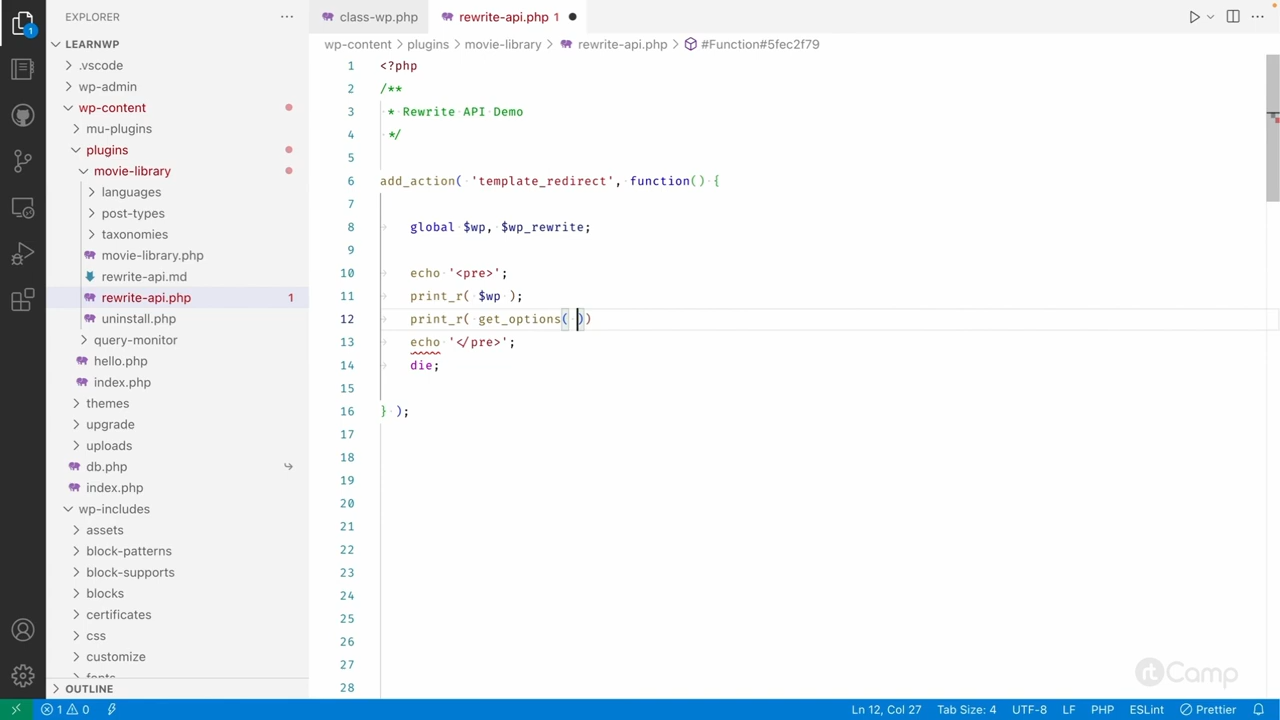 EXPLORER
LEARNWP
.vscode
wp-admin
wp-content
mu-plugins
plugins
movie-library
languages
post-types
taxonomies
movie-library.php
rewrite-api.md
rewrite-api.php 1
uninstall.php
query-monitor
hello.php
index.php
themes
upgrade
uploads
db.php
index.php
wp-includes
assets
block-patterns
block-supports
blocks
certificates
css
customize
OUTLINE
1
class-wp.php
rewrite-api.php 1
wp-content > plugins > movie-library > rewrite-api.php > #Function#5fec2f79
1 <?php
2 /**
3 * Rewrite API Demo
4 */
5
6 add_action( 'template_redirect', function() {
7
8 global $wp, $wp_rewrite;
9
10 echo '<pre>';
11 print_r( $wp );
12 print_r( get_options( ))
13 echo '</pre>';
14 die;
15
16 } );
17
18
19
20
21
22
23
24
25
26
27
28
rtCamp
1 0 Ln 12, Col 27 Tab Size: 4 UTF-8 LF PHP ESLint Prettier